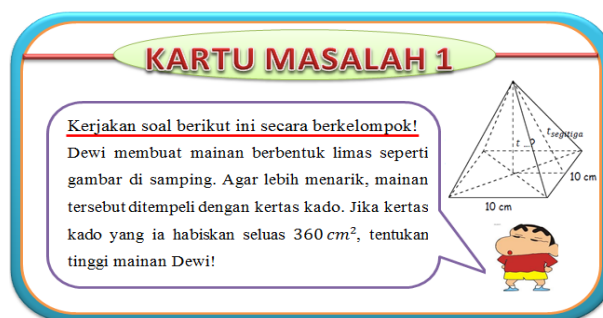 KARTU MASALAH 1
Kerjakan soal berikut ini secara berkelompok!
Dewi membuat mainan berbentuk limas seperti
gambar di samping. Agar lebih menarik, mainan
tersebut ditempeli dengan kertas kado. Jika kertas
kado yang ia habiskan seluas 360 cm², tentukan
tinggi mainan Dewi!
t_segitiga
t ?
10 cm
10 cm